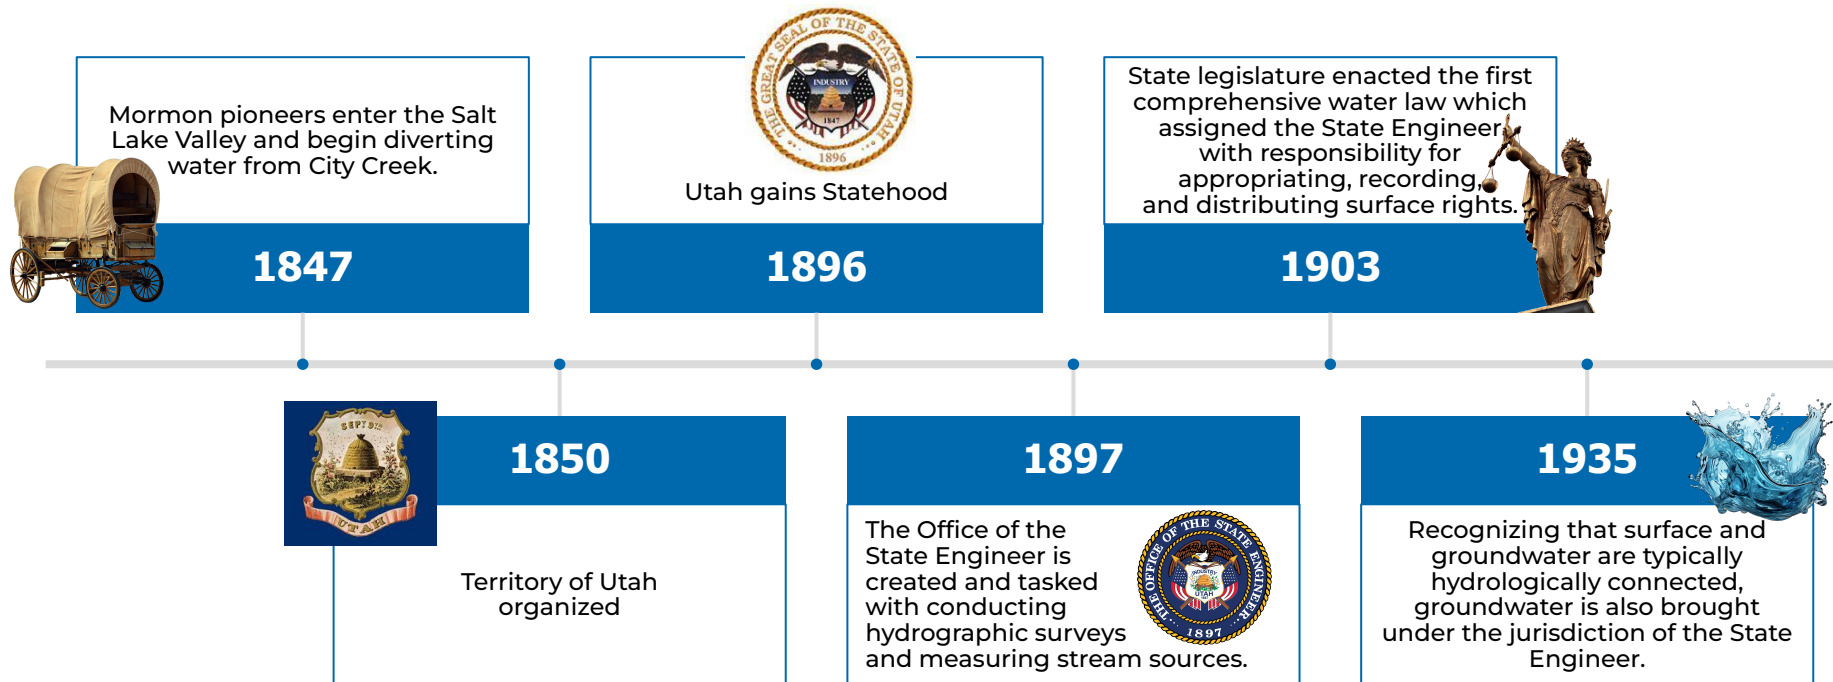 Mormon pioneers enter the Salt
Lake Valley and begin diverting
water from City Creek.
1847
THE GREAT SEAL OF THE STATE OF UTAH
INDUSTRY
1847
1896
Utah gains Statehood
1896
State legislature enacted the first
comprehensive water law which
assigned the State Engineer
with responsibility for
appropriating, recording,
and distributing surface rights.
1903
SEPT 9TH
UTAH
1850
Territory of Utah
organized
1897
The Office of the
State Engineer is
created and tasked
with conducting
hydrographic surveys
and measuring stream sources.
THE OFFICE OF THE STATE ENGINEER
INDUSTRY
UTAH
1897
1935
Recognizing that surface and
groundwater are typically
hydrologically connected,
groundwater is also brought
under the jurisdiction of the State
Engineer.